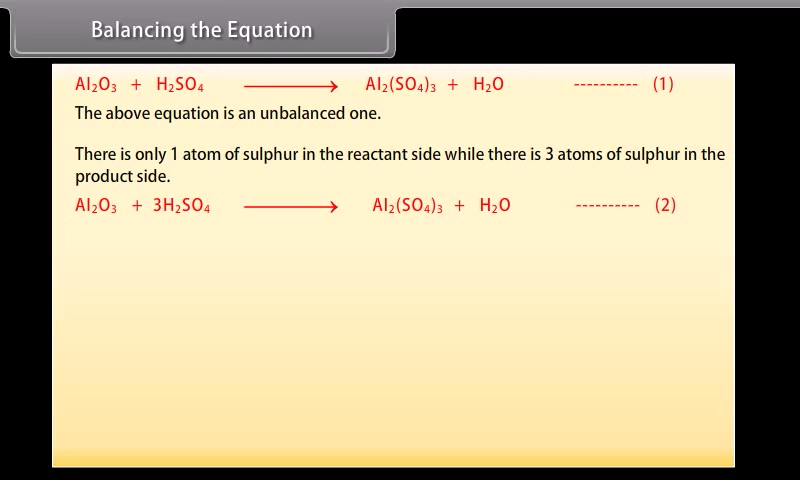 Balancing the Equation
Al₂O₃ + H₂SO₄ ⟶ Al₂(SO₄)₃ + H₂O ---------- (1)
The above equation is an unbalanced one.
There is only 1 atom of sulphur in the reactant side while there is 3 atoms of sulphur in the
product side.
Al₂O₃ + 3H₂SO₄ ⟶ Al₂(SO₄)₃ + H₂O ---------- (2)